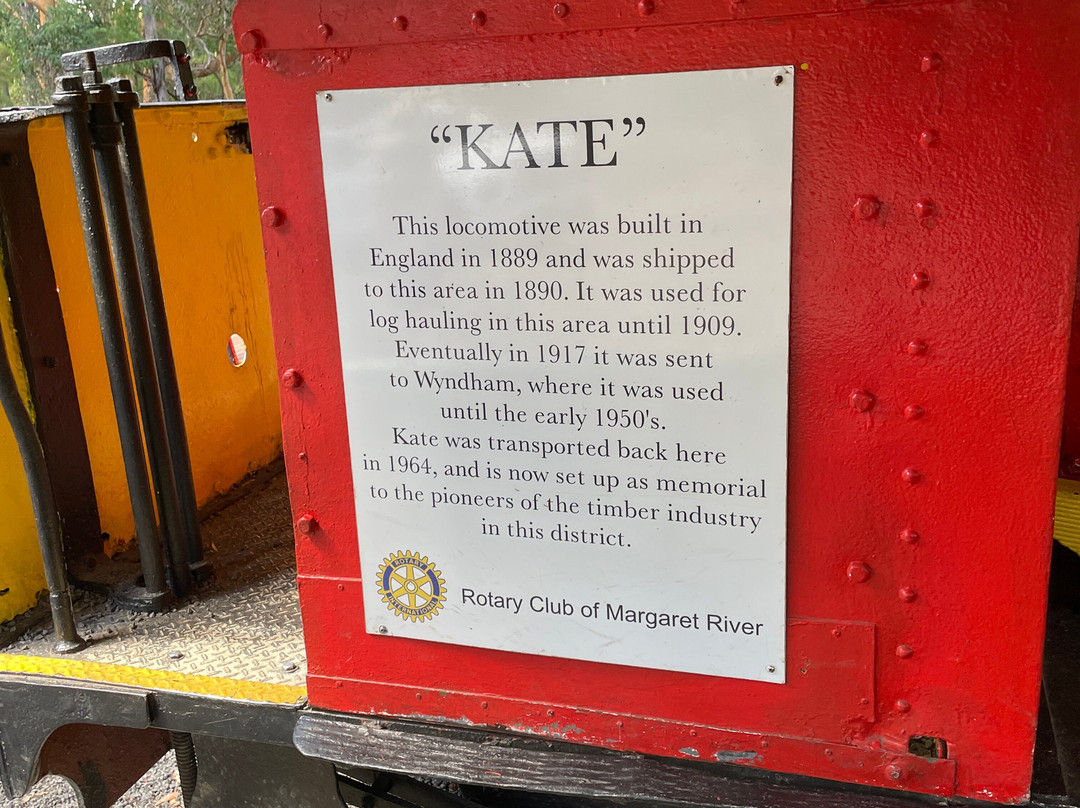 “KATE”
This locomotive was built in
England in 1889 and was shipped
to this area in 1890. It was used for
log hauling in this area until 1909.
Eventually in 1917 it was sent
to Wyndham, where it was used
until the early 1950's.
Kate was transported back here
in 1964, and is now set up as memorial
to the pioneers of the timber industry
in this district.
ROTARY
INTERNATIONAL
Rotary Club of Margaret River